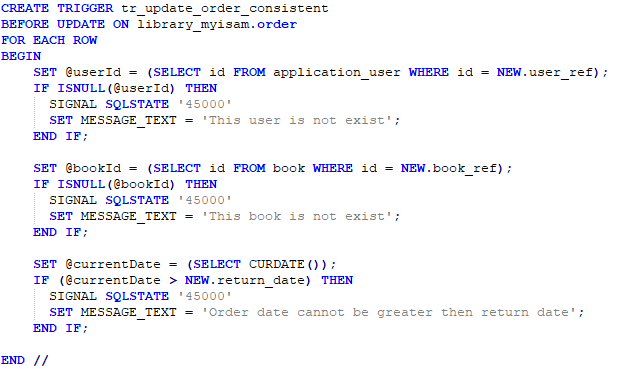 CREATE TRIGGER tr_update_order_consistent
BEFORE UPDATE ON library_myisam.order
FOR EACH ROW
BEGIN
    SET @userId = (SELECT id FROM application_user WHERE id = NEW.user_ref);
    IF ISNULL(@userId) THEN
      SIGNAL SQLSTATE '45000'
      SET MESSAGE_TEXT = 'This user is not exist';
    END IF;

    SET @bookId = (SELECT id FROM book WHERE id = NEW.book_ref);
    IF ISNULL(@bookId) THEN
      SIGNAL SQLSTATE '45000'
      SET MESSAGE_TEXT = 'This book is not exist';
    END IF;

    SET @currentDate = (SELECT CURDATE());
    IF (@currentDate > NEW.return_date) THEN
      SIGNAL SQLSTATE '45000'
      SET MESSAGE_TEXT = 'Order date cannot be greater then return date';
    END IF;

END //